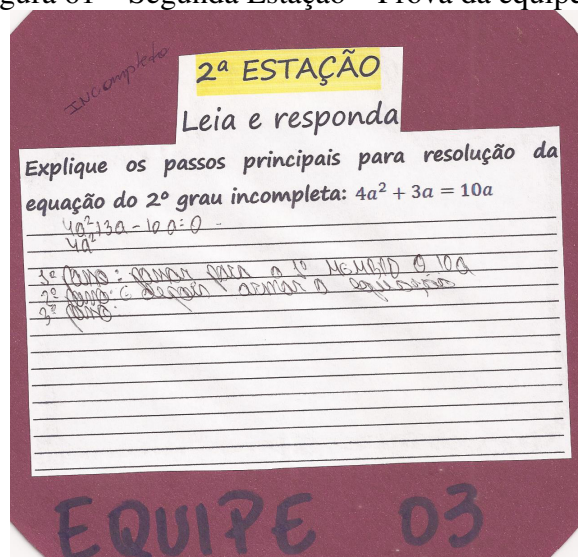 gura 61 – Segunda Estação – Prova da equipe
INCompleto
2ª ESTAÇÃO
Leia e responda
Explique os passos principais para resolução da
equação do 2º grau incompleta: 4a² + 3a = 10a
4a²+3a-10a=0
4a²
1º passo: passar para o 1º MEMBRO o 10a
2º passo: E depois armar a equação
3º passo:
EQUIPE 03